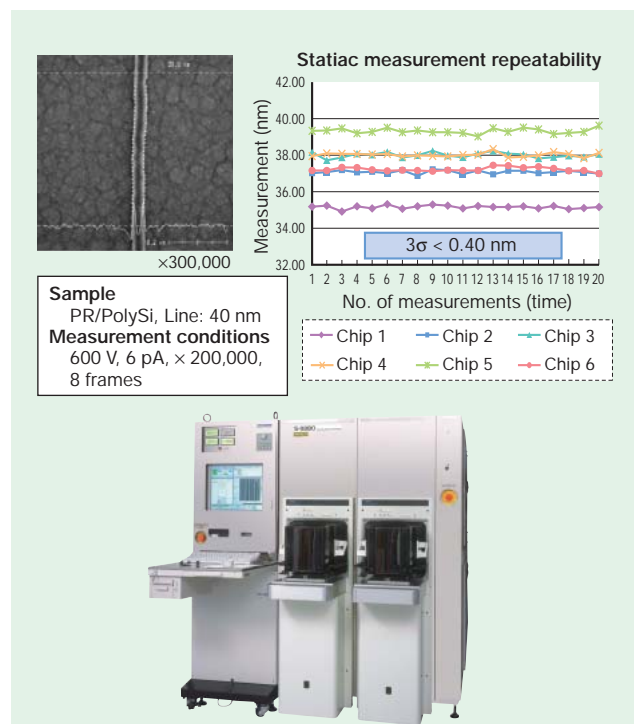 Statiac measurement repeatability
Measurement (nm)
42.00
40.00
38.00
36.00
34.00
32.00
3σ < 0.40 nm
1 2 3 4 5 6 7 8 9 10 11 12 13 14 15 16 17 18 19 20
No. of measurements (time)
×300,000
Sample
PR/PolySi, Line: 40 nm
Measurement conditions
600 V, 6 pA, × 200,000,
8 frames
Chip 1 Chip 2 Chip 3
Chip 4 Chip 5 Chip 6